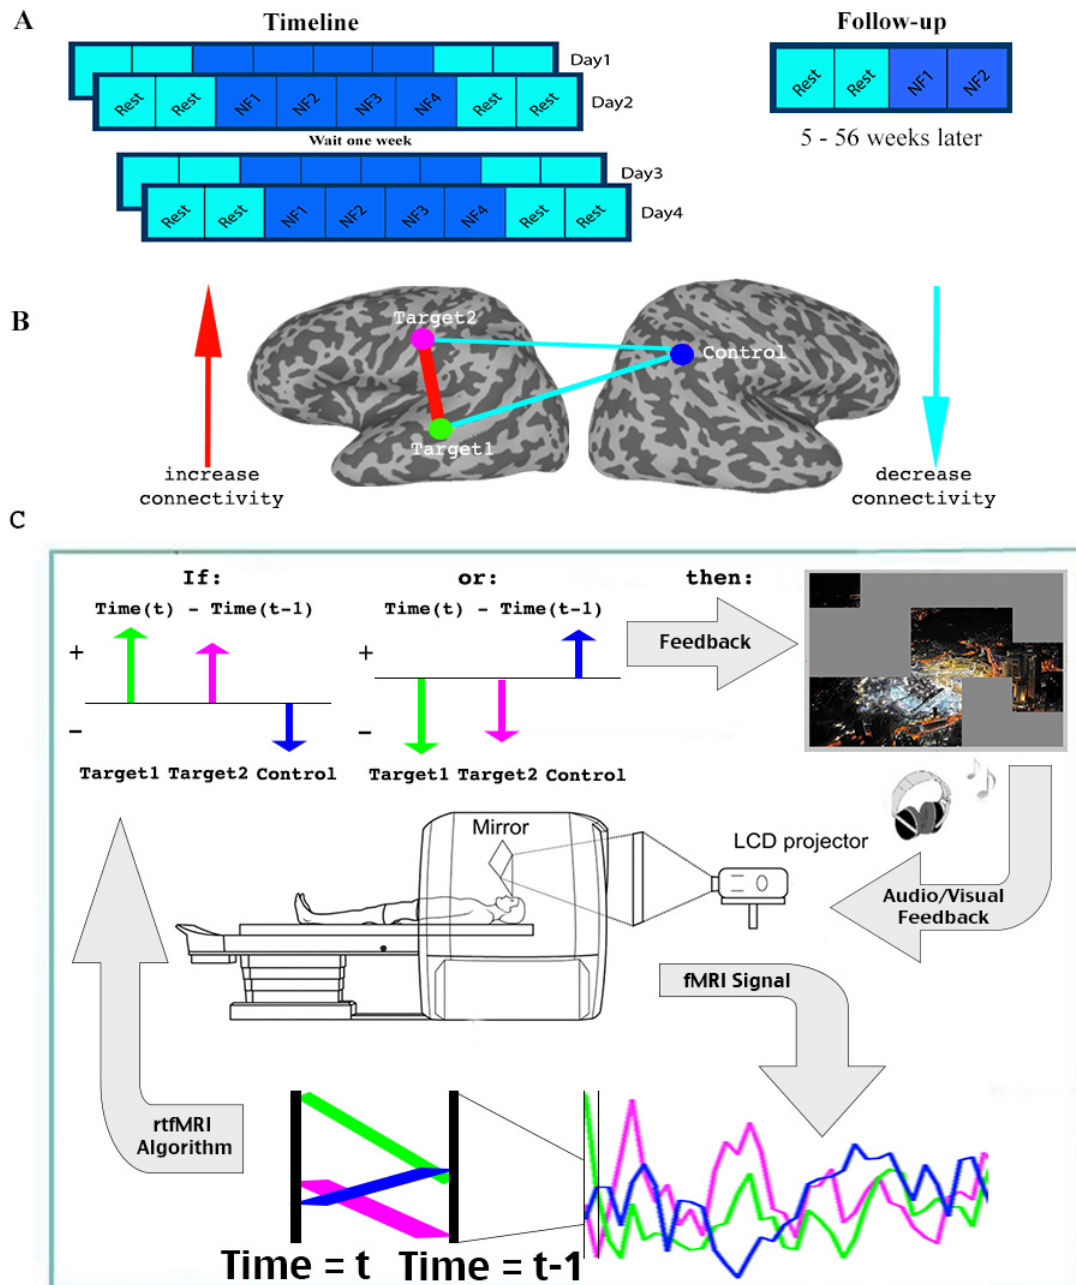 A
Timeline
Follow-up
Day1
Rest Rest NF1 NF2 NF3 NF4 Rest Rest
Day2
Rest Rest NF1 NF2
Wait one week
5 - 56 weeks later
Day3
Rest Rest NF1 NF2 NF3 NF4 Rest Rest
Day4
B
Target2
Control
Target1
increase
connectivity
decrease
connectivity
C
If:
or:
then:
Time(t) - Time(t-1)
Time(t) - Time(t-1)
+
+
Feedback
−
−
Target1 Target2 Control
Target1 Target2 Control
Mirror
LCD projector
Audio/Visual
Feedback
fMRI Signal
rtfMRI
Algorithm
Time = t
Time = t-1